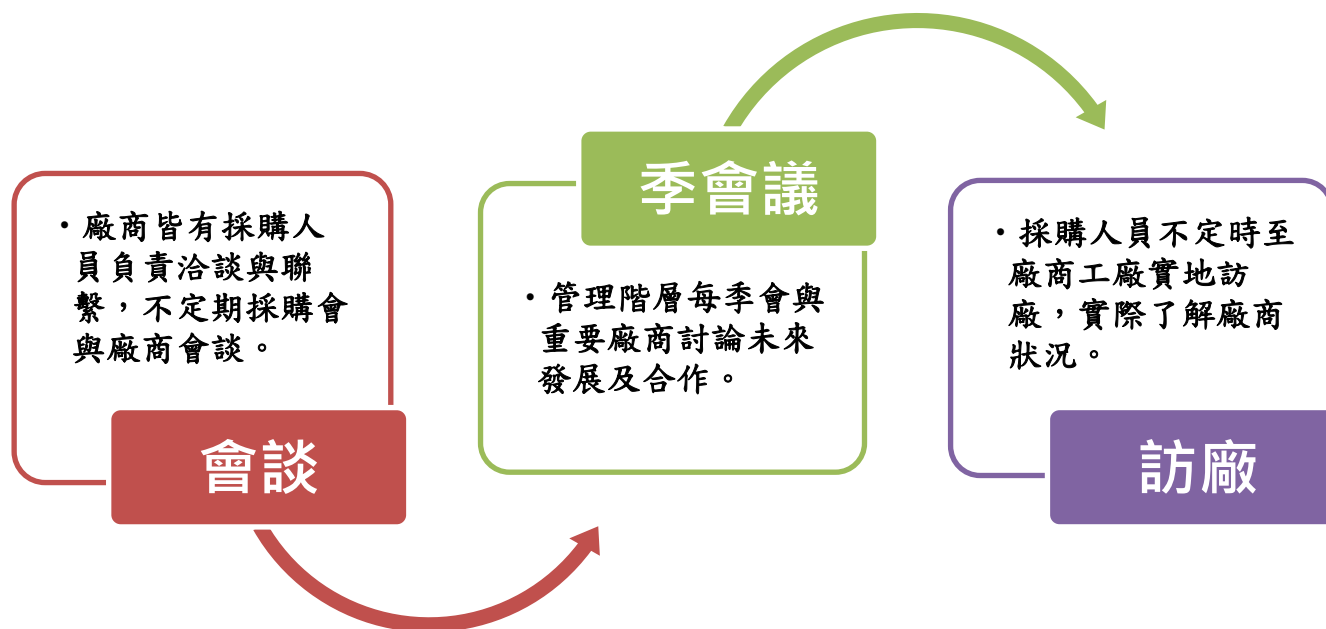 ・廠商皆有採購人
員負責洽談與聯
繫，不定期採購會
與廠商會談。
會談
季會議
・管理階層每季會與
重要廠商討論未來
發展及合作。
・採購人員不定時至
廠商工廠實地訪
廠，實際了解廠商
狀況。
訪廠